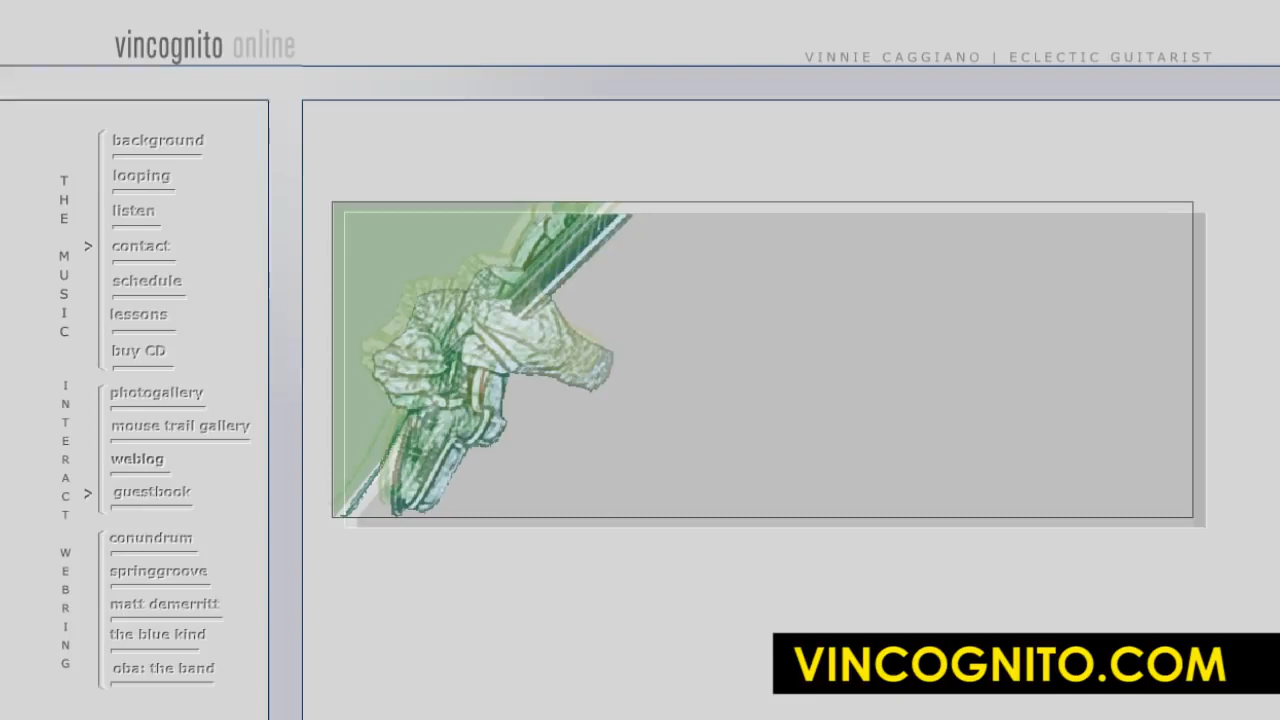 vincognito online
VINNIE CAGGIANO | ECLECTIC GUITARIST
THE MUSIC
background
looping
listen
> contact
schedule
lessons
buy CD
INTERACT
photogallery
mouse trail gallery
weblog
> guestbook
WEBRING
conundrum
springgroove
matt demerritt
the blue kind
oba: the band
VINCOGNITO.COM